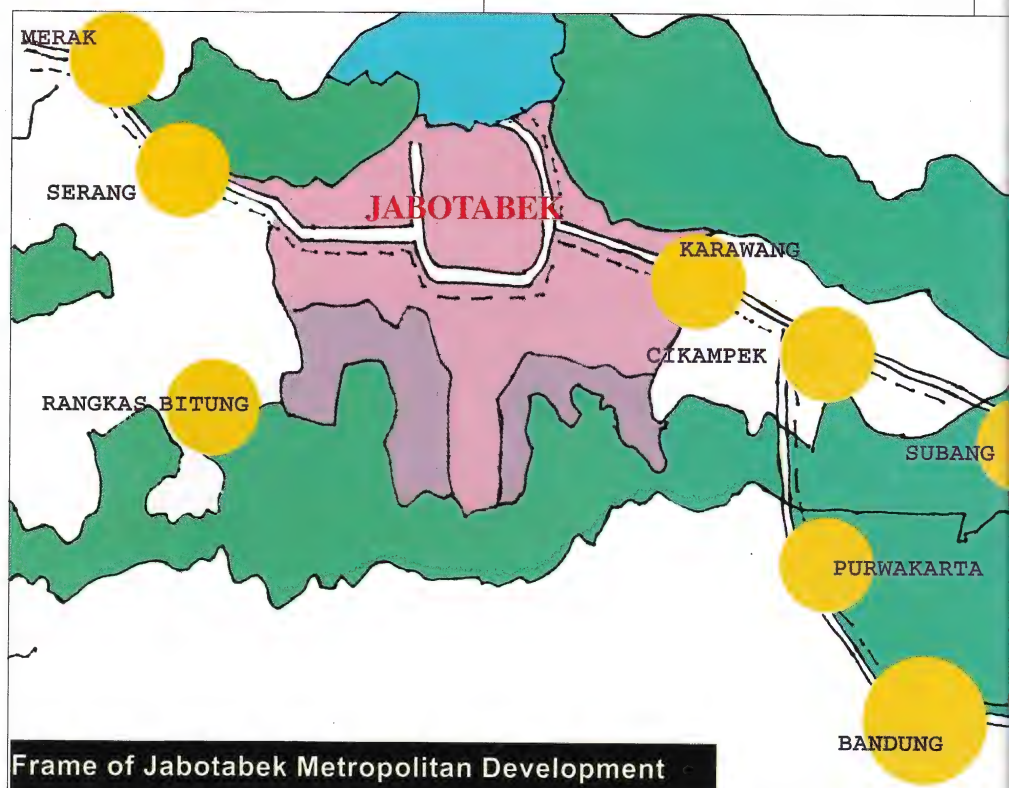 MERAK
SERANG
JABOTABEK
KARAWANG
CIKAMPEK
RANGKAS BITUNG
SUBANG
PURWAKARTA
BANDUNG
Frame of Jabotabek Metropolitan Development